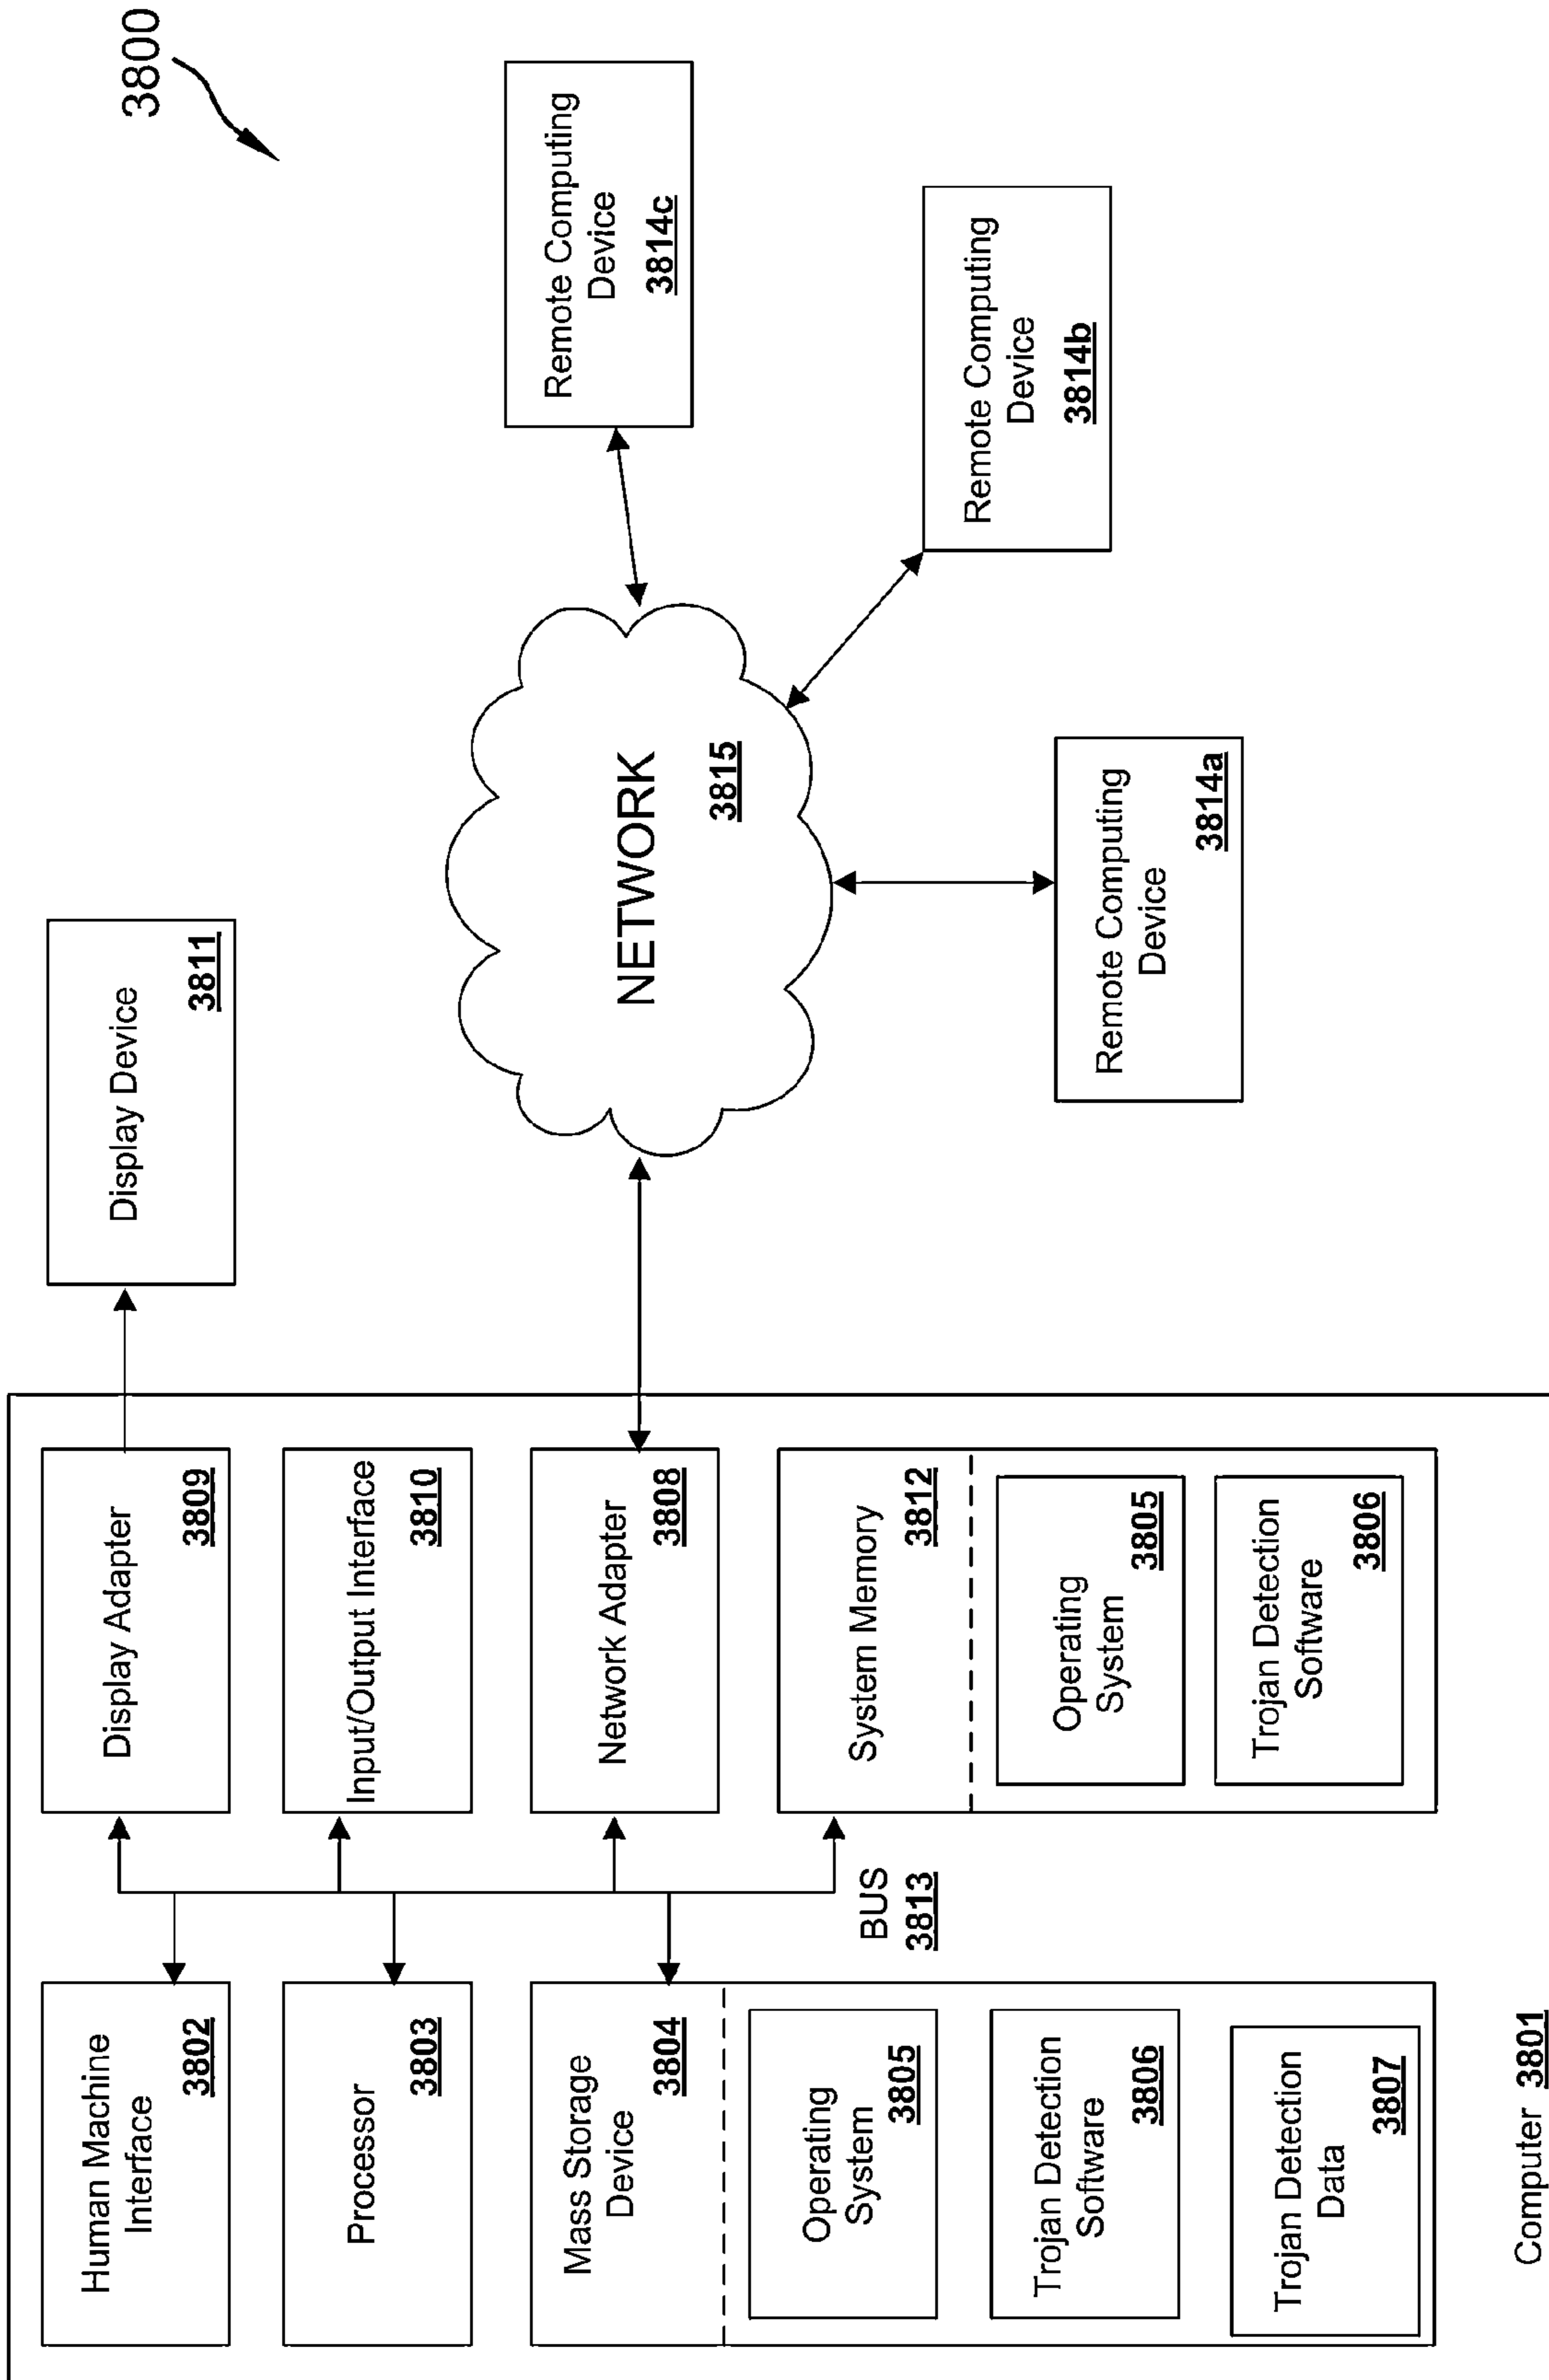 3800
Human Machine
Interface
3802
Processor
3803
Mass Storage
Device
3804
Operating
System
3805
Trojan Detection
Software
3806
Trojan Detection
Data
3807
Display Adapter
3809
Input/Output Interface
3810
Network Adapter
3808
System Memory
3812
Operating
System
3805
Trojan Detection
Software
3806
BUS
3813
Computer 3801
Display Device
3811
NETWORK
3815
Remote Computing
Device
3814c
Remote Computing
Device
3814b
Remote Computing
Device
3814a